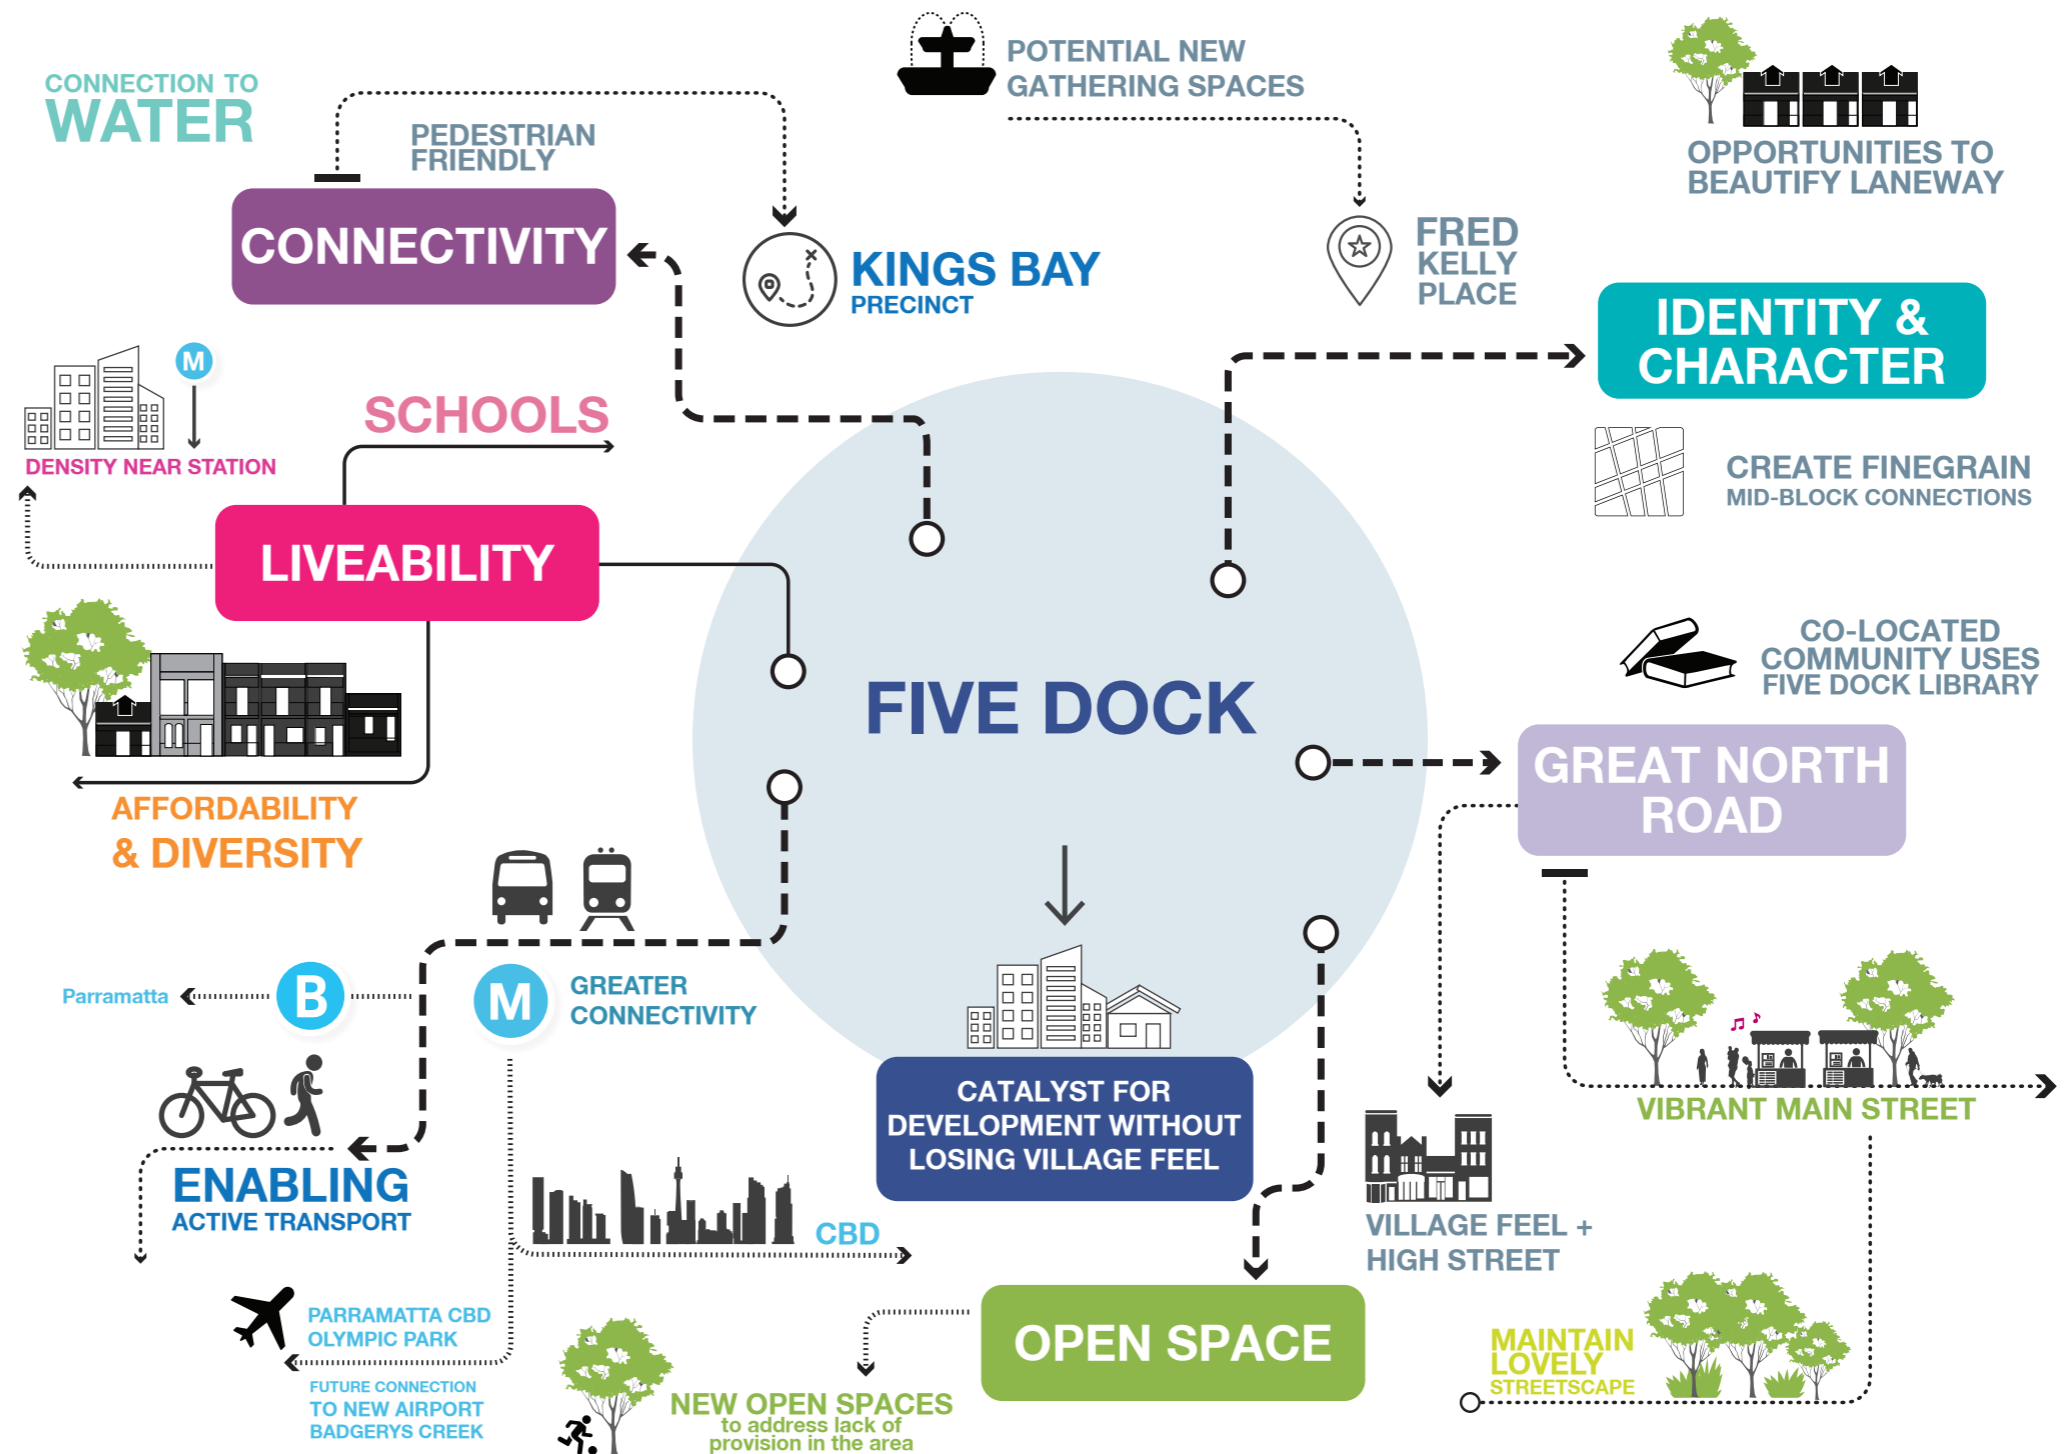 CONNECTION TO
WATER
PEDESTRIAN
FRIENDLY
CONNECTIVITY
KINGS BAY
PRECINCT
POTENTIAL NEW
GATHERING SPACES
FRED
KELLY
PLACE
OPPORTUNITIES TO
BEAUTIFY LANEWAY
IDENTITY &
CHARACTER
CREATE FINEGRAIN
MID-BLOCK CONNECTIONS
M
DENSITY NEAR STATION
SCHOOLS
LIVEABILITY
AFFORDABILITY
& DIVERSITY
FIVE DOCK
CO-LOCATED
COMMUNITY USES
FIVE DOCK LIBRARY
GREAT NORTH
ROAD
Parramatta
B
M
GREATER
CONNECTIVITY
ENABLING
ACTIVE TRANSPORT
CBD
PARRAMATTA CBD
OLYMPIC PARK
FUTURE CONNECTION
TO NEW AIRPORT
BADGERYS CREEK
CATALYST FOR
DEVELOPMENT WITHOUT
LOSING VILLAGE FEEL
VILLAGE FEEL +
HIGH STREET
VIBRANT MAIN STREET
OPEN SPACE
NEW OPEN SPACES
to address lack of
provision in the area
MAINTAIN
LOVELY
STREETSCAPE